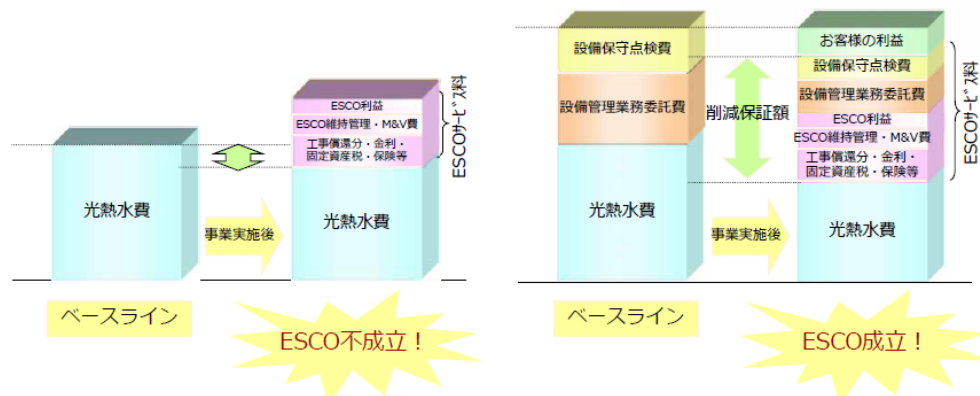 光熱水費
事業実施後
ESCO利益
ESCO維持管理・M&V費
工事償還分・金利・
固定資産税・保険等
光熱水費
ESCOサービス料
ベースライン
ESCO不成立！
設備保守点検費
設備管理業務委託費
光熱水費
削減保証額
事業実施後
お客様の利益
設備保守点検費
設備管理業務委託費
ESCO利益
ESCO維持管理・M&V費
工事償還分・金利・
固定資産税・保険等
光熱水費
ESCOサービス料
ベースライン
ESCO成立！